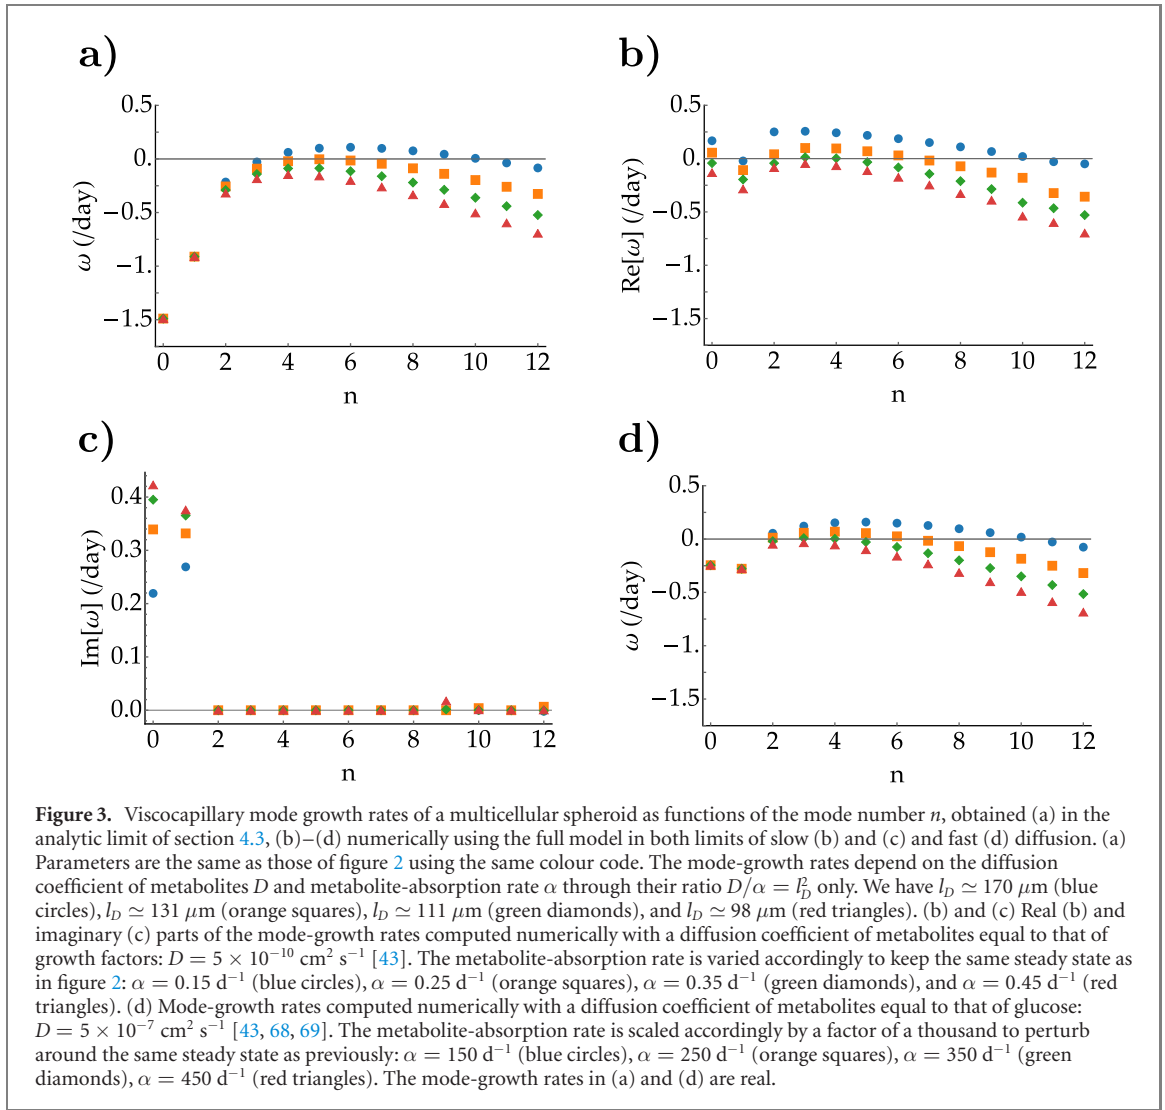 a)
0.5
0.
−0.5
−1.
−1.5
ω (/day)
0 2 4 6 8 10 12
n
b)
0.5
0.
−0.5
−1.
−1.5
Re[ω] (/day)
0 2 4 6 8 10 12
n
c)
0.4
0.3
0.2
0.1
0.0
Im[ω] (/day)
0 2 4 6 8 10 12
n
d)
0.5
0.
−0.5
−1.
−1.5
ω (/day)
0 2 4 6 8 10 12
n
Figure 3. Viscocapillary mode growth rates of a multicellular spheroid as functions of the mode number n, obtained (a) in the
analytic limit of section 4.3, (b)–(d) numerically using the full model in both limits of slow (b) and (c) and fast (d) diffusion. (a)
Parameters are the same as those of figure 2 using the same colour code. The mode-growth rates depend on the diffusion
coefficient of metabolites D and metabolite-absorption rate α through their ratio D/α = l_D^2 only. We have l_D ≃ 170 μm (blue
circles), l_D ≃ 131 μm (orange squares), l_D ≃ 111 μm (green diamonds), and l_D ≃ 98 μm (red triangles). (b) and (c) Real (b) and
imaginary (c) parts of the mode-growth rates computed numerically with a diffusion coefficient of metabolites equal to that of
growth factors: D = 5 × 10⁻¹⁰ cm² s⁻¹ [43]. The metabolite-absorption rate is varied accordingly to keep the same steady state as
in figure 2: α = 0.15 d⁻¹ (blue circles), α = 0.25 d⁻¹ (orange squares), α = 0.35 d⁻¹ (green diamonds), and α = 0.45 d⁻¹ (red
triangles). (d) Mode-growth rates computed numerically with a diffusion coefficient of metabolites equal to that of glucose:
D = 5 × 10⁻⁷ cm² s⁻¹ [43, 68, 69]. The metabolite-absorption rate is scaled accordingly by a factor of a thousand to perturb
around the same steady state as previously: α = 150 d⁻¹ (blue circles), α = 250 d⁻¹ (orange squares), α = 350 d⁻¹ (green
diamonds), α = 450 d⁻¹ (red triangles). The mode-growth rates in (a) and (d) are real.